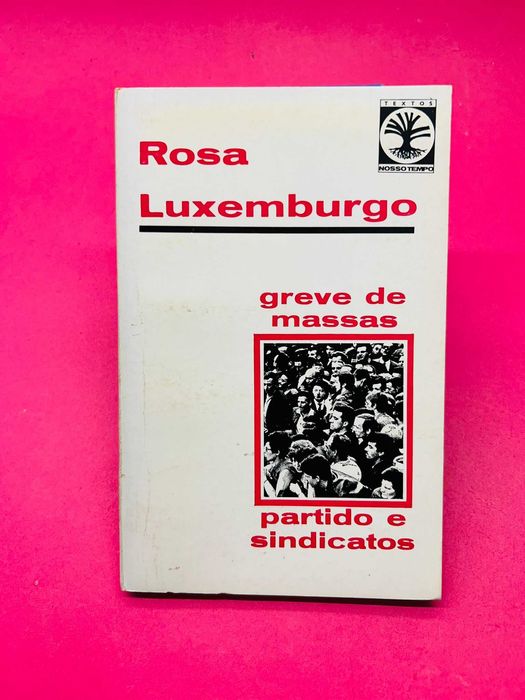 TEXTOS
NOSSO TEMPO
Rosa
Luxemburgo
greve de
massas
partido e
sindicatos